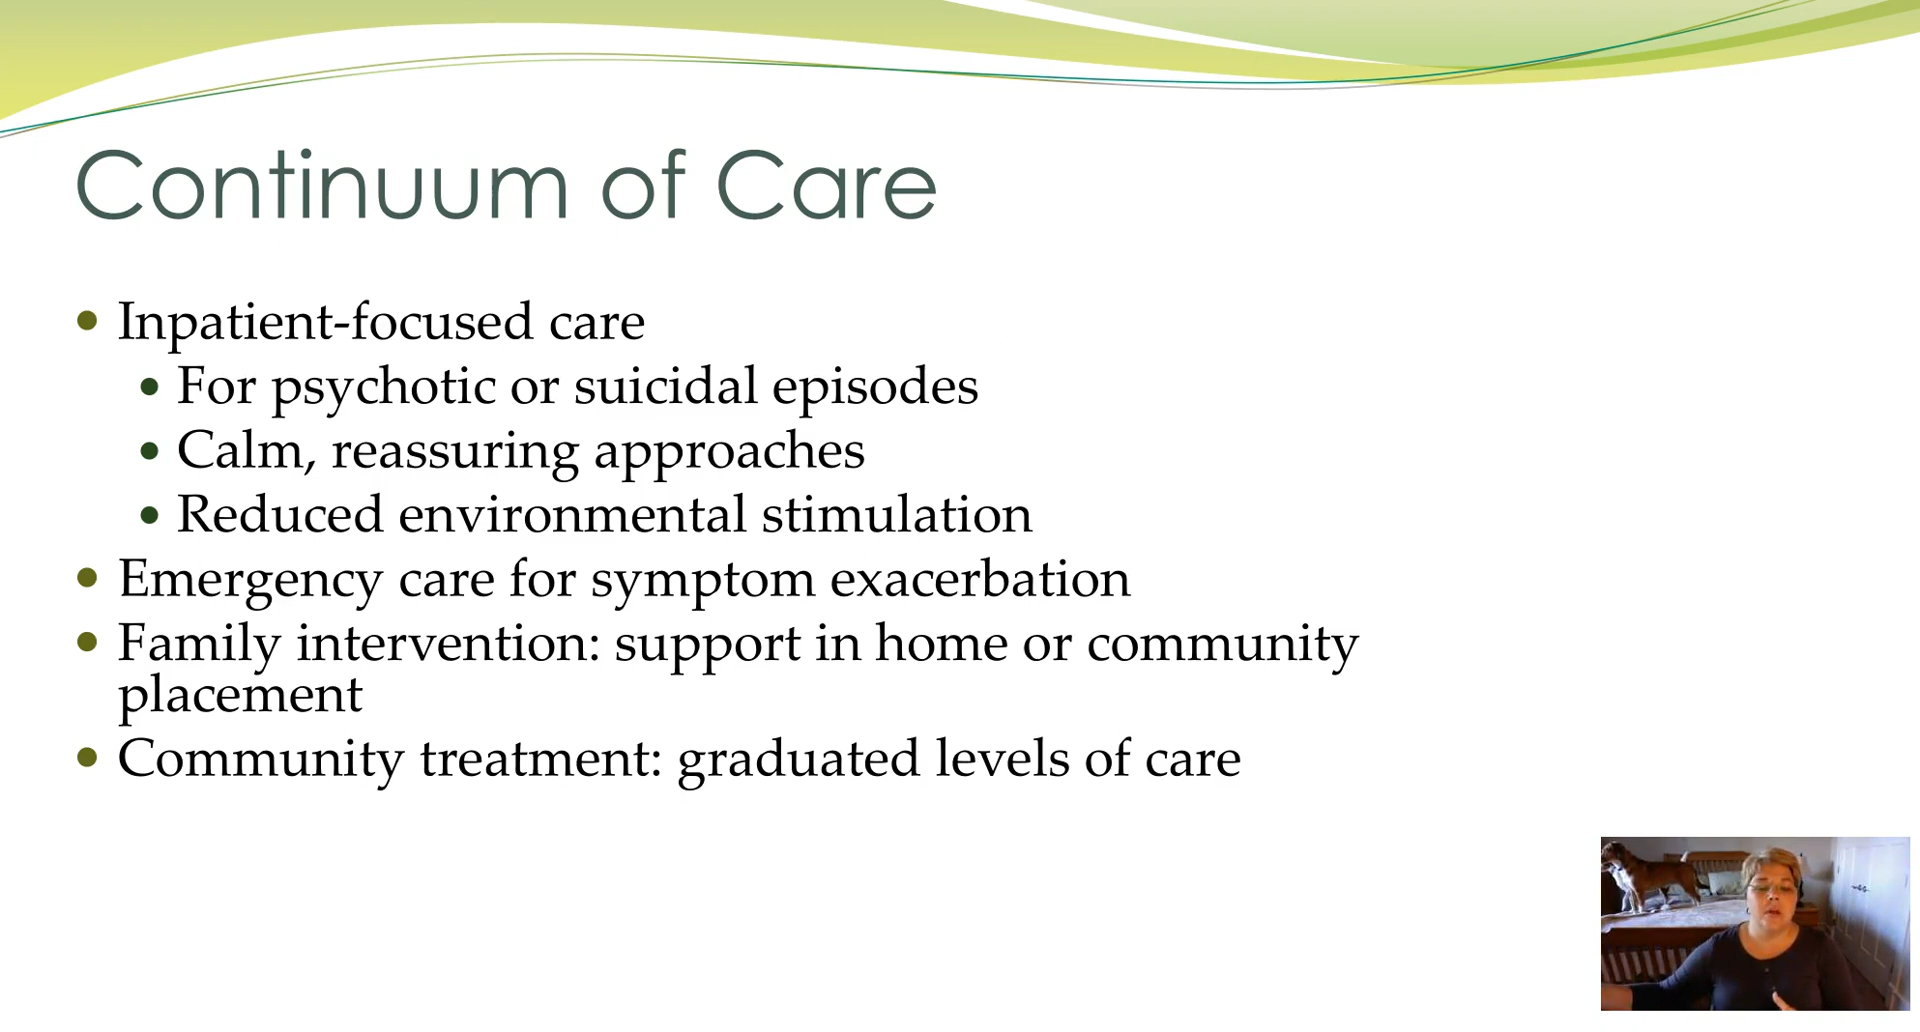 Continuum of Care
• Inpatient-focused care
• For psychotic or suicidal episodes
• Calm, reassuring approaches
• Reduced environmental stimulation
• Emergency care for symptom exacerbation
• Family intervention: support in home or community
placement
• Community treatment: graduated levels of care